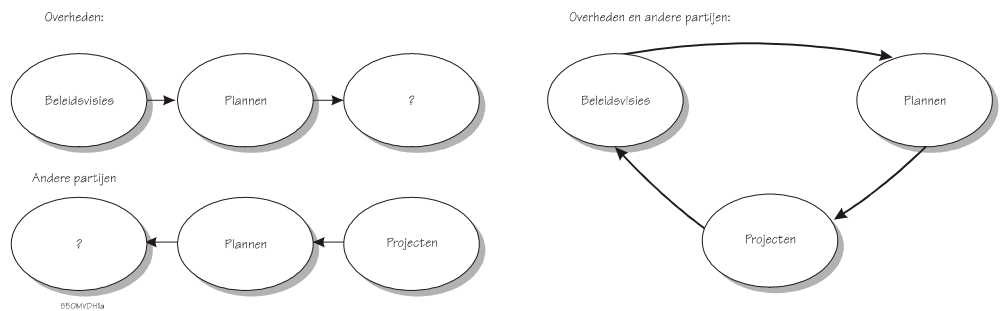 Overheden:
Beleidsvisies
Plannen
?
Andere partijen
?
Plannen
Projecten
550MVDH1a
Overheden en andere partijen:
Beleidsvisies
Plannen
Projecten